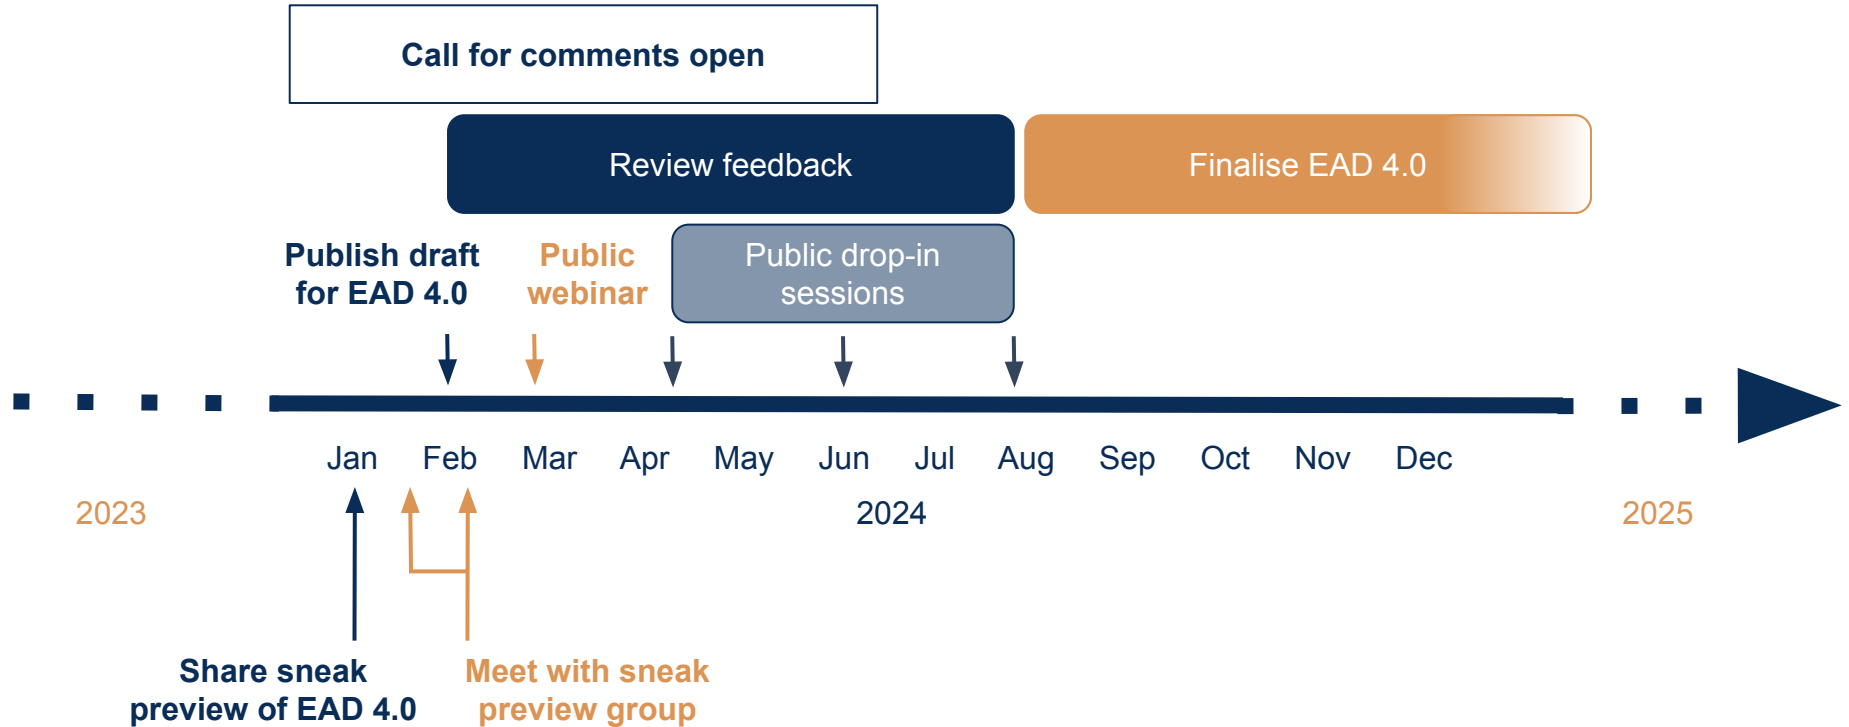 Call for comments open
Review feedback
Finalise EAD 4.0
Publish draft
for EAD 4.0
Public
webinar
Public drop-in
sessions
Jan Feb Mar Apr May Jun Jul Aug Sep Oct Nov Dec
2023 2024 2025
Share sneak
preview of EAD 4.0
Meet with sneak
preview group